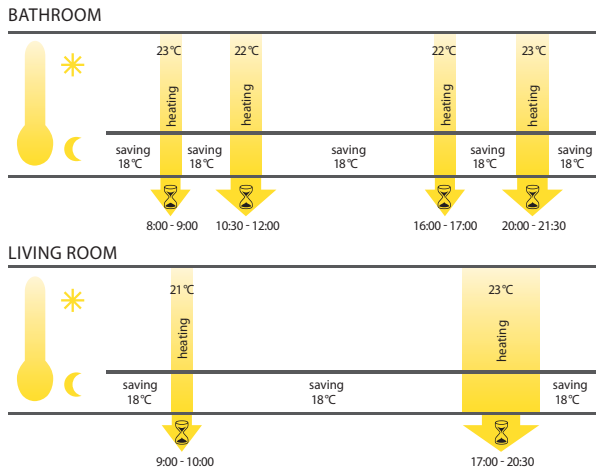 BATHROOM
23°C 22°C 22°C 23°C
heating heating heating heating
saving saving saving saving saving
18°C 18°C 18°C 18°C 18°C
8:00 - 9:00 10:30 - 12:00 16:00 - 17:00 20:00 - 21:30
LIVING ROOM
21°C 23°C
heating heating
saving saving saving
18°C 18°C 18°C
9:00 - 10:00 17:00 - 20:30